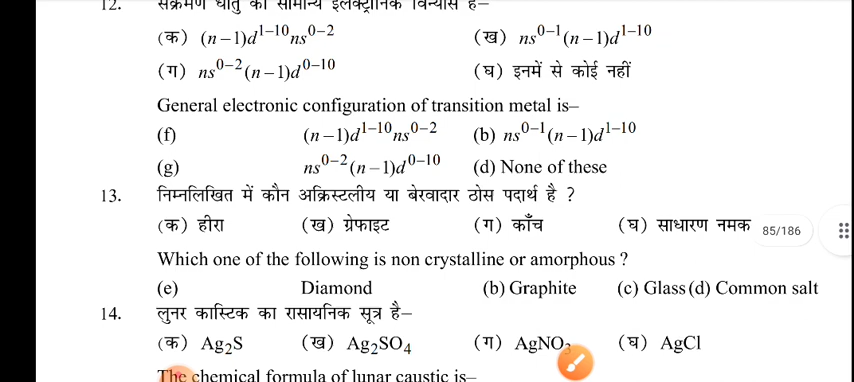 12. संक्रमण धातु का सामान्य इलेक्ट्रॉनिक विन्यास है–
(क) (n–1)d^1–10 ns^0–2 (ख) ns^0–1 (n–1)d^1–10
(ग) ns^0–2 (n–1)d^0–10 (घ) इनमें से कोई नहीं
General electronic configuration of transition metal is–
(f) (n–1)d^1–10 ns^0–2 (b) ns^0–1 (n–1)d^1–10
(g) ns^0–2 (n–1)d^0–10 (d) None of these
13. निम्नलिखित में कौन अक्रिस्टलीय या बेरवादार ठोस पदार्थ है ?
(क) हीरा (ख) ग्रेफाइट (ग) काँच (घ) साधारण नमक 85/186
Which one of the following is non crystalline or amorphous ?
(e) Diamond (b) Graphite (c) Glass (d) Common salt
14. लुनर कास्टिक का रासायनिक सूत्र है–
(क) Ag₂S (ख) Ag₂SO₄ (ग) AgNO₃ (घ) AgCl
The chemical formula of lunar caustic is–